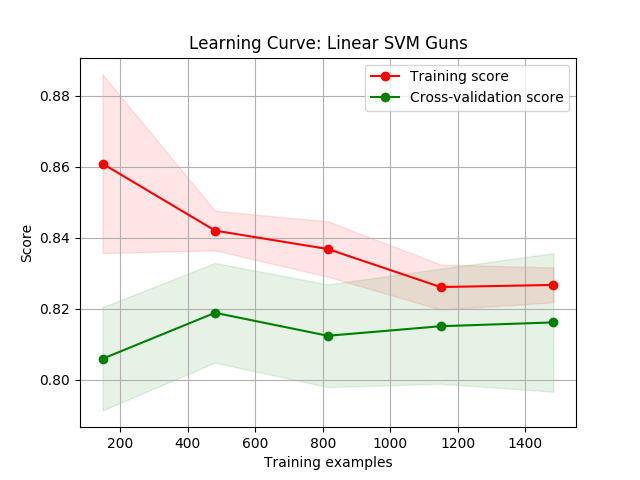 Learning Curve: Linear SVM Guns
Training score
Cross-validation score
0.88
0.86
0.84
0.82
0.80
Score
200 400 600 800 1000 1200 1400
Training examples